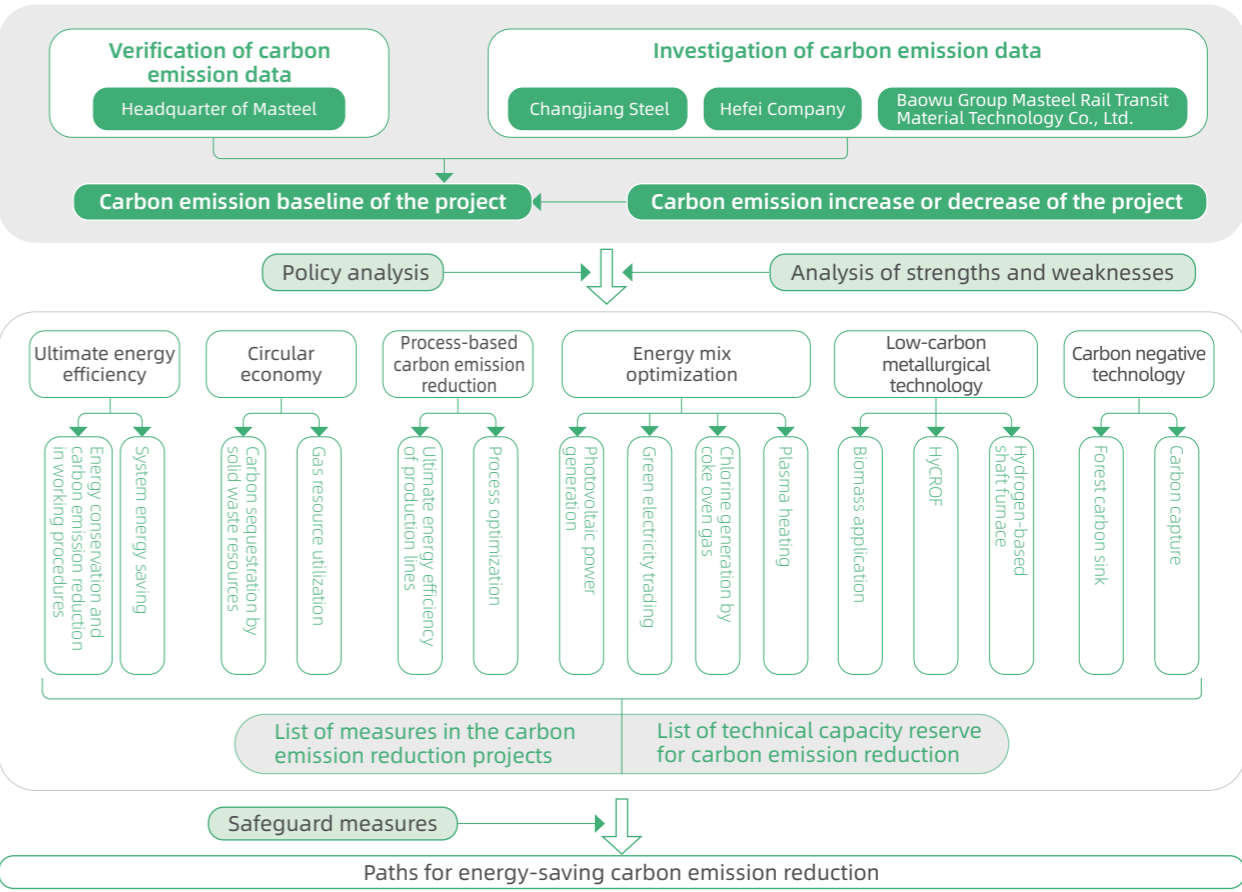 Verification of carbon
emission data
Headquarter of Masteel
Investigation of carbon emission data
Changjiang Steel
Hefei Company
Baowu Group Masteel Rail Transit
Material Technology Co., Ltd.
Carbon emission baseline of the project
Carbon emission increase or decrease of the project
Policy analysis
Analysis of strengths and weaknesses
Ultimate energy
efficiency
Circular
economy
Process-based
carbon emission
reduction
Energy mix
optimization
Low-carbon
metallurgical
technology
Carbon negative
technology
Energy conservation and
carbon emission reduction
in working procedures
System energy saving
Carbon sequestration by
solid waste resources
Gas resource utilization
Ultimate energy efficiency
of production lines
Process optimization
Photovoltaic power
generation
Green electricity trading
Chlorine generation by
coke oven gas
Plasma heating
Biomass application
HyCROF
Hydrogen-based
shaft furnace
Forest carbon sink
Carbon capture
List of measures in the carbon
emission reduction projects
List of technical capacity reserve
for carbon emission reduction
Safeguard measures
Paths for energy-saving carbon emission reduction